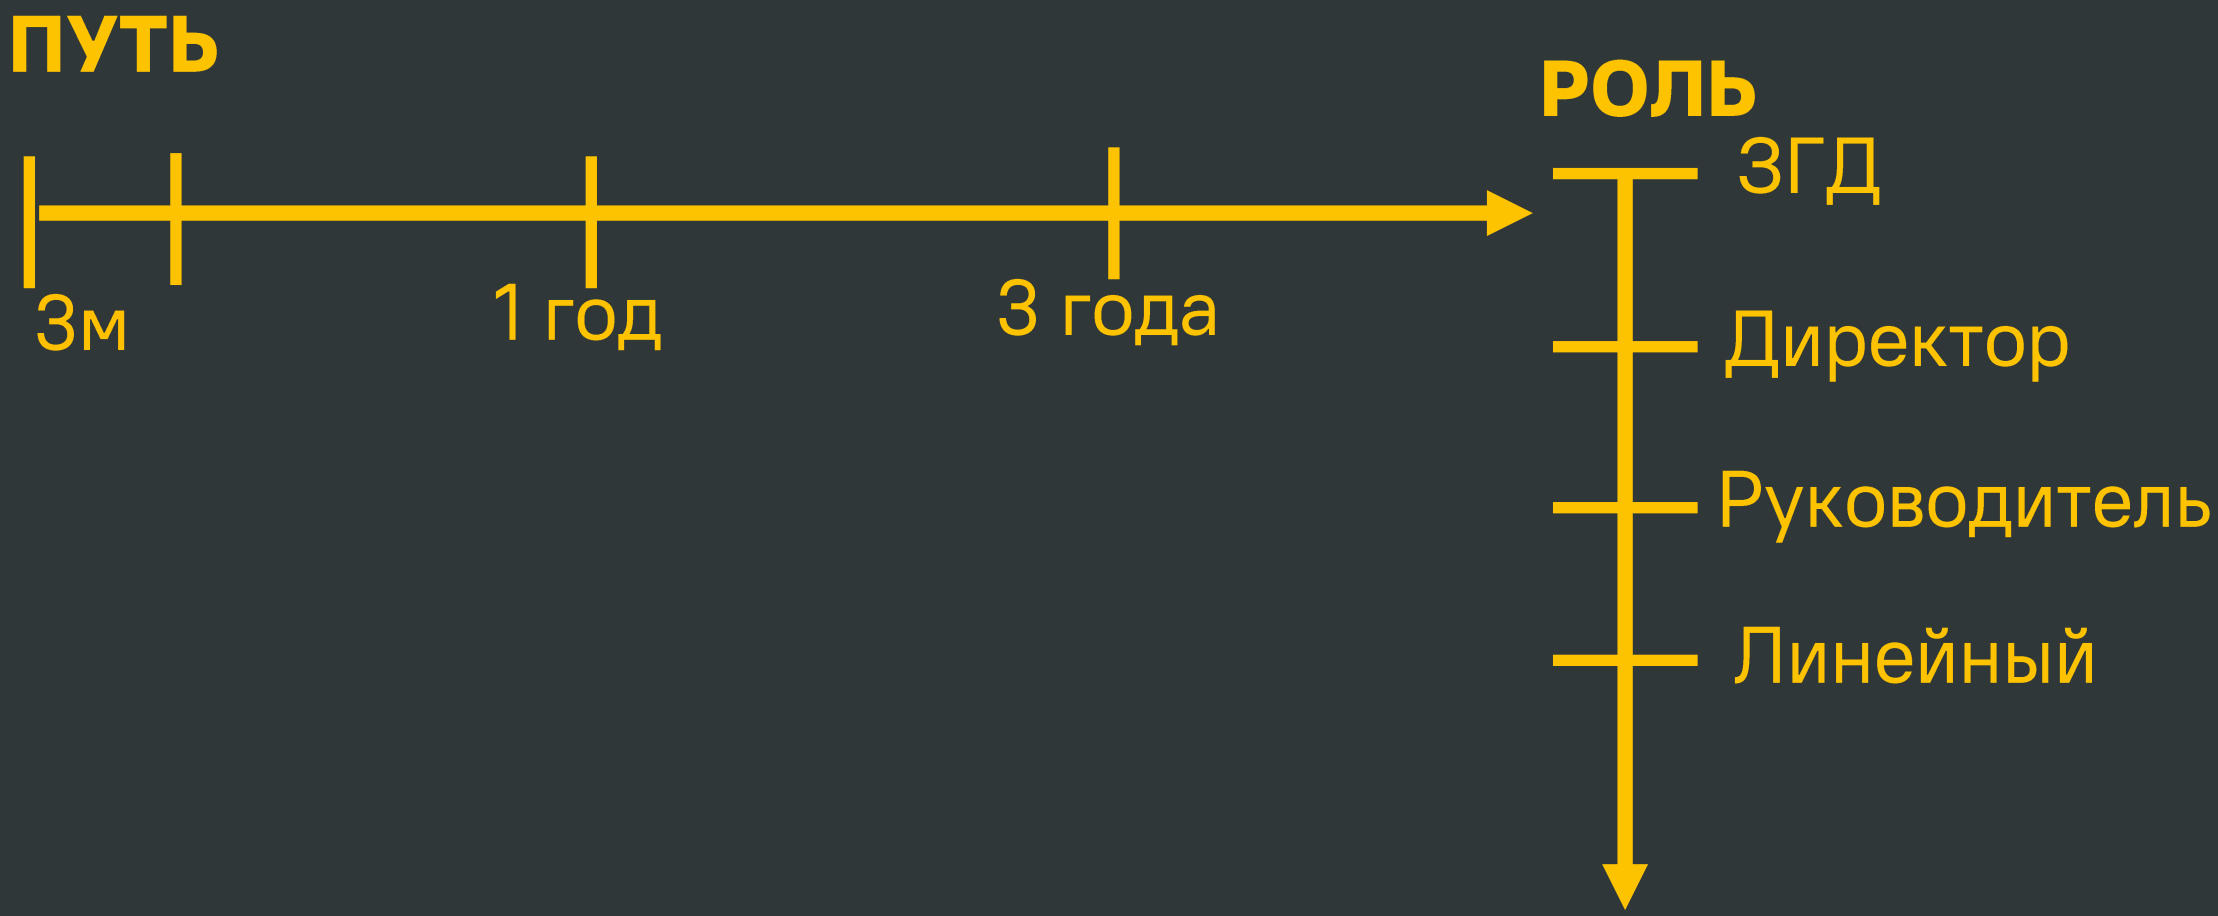 ПУТЬ
РОЛЬ
ЗГД
3м
1 год
3 года
Директор
Руководитель
Линейный